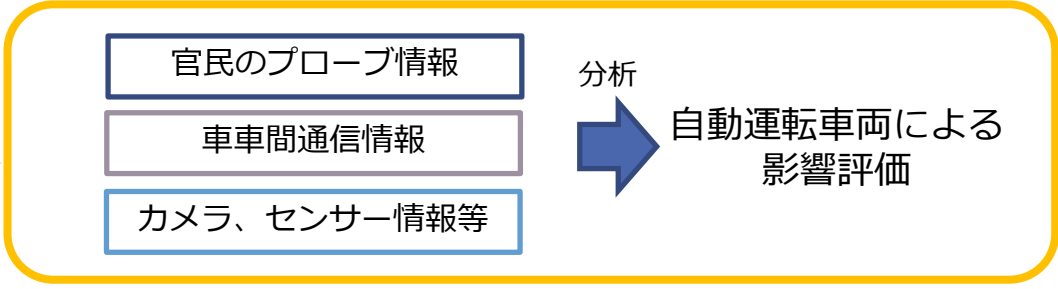 官民のプローブ情報
車車間通信情報
カメラ、センサー情報等
分析
自動運転車両による
影響評価